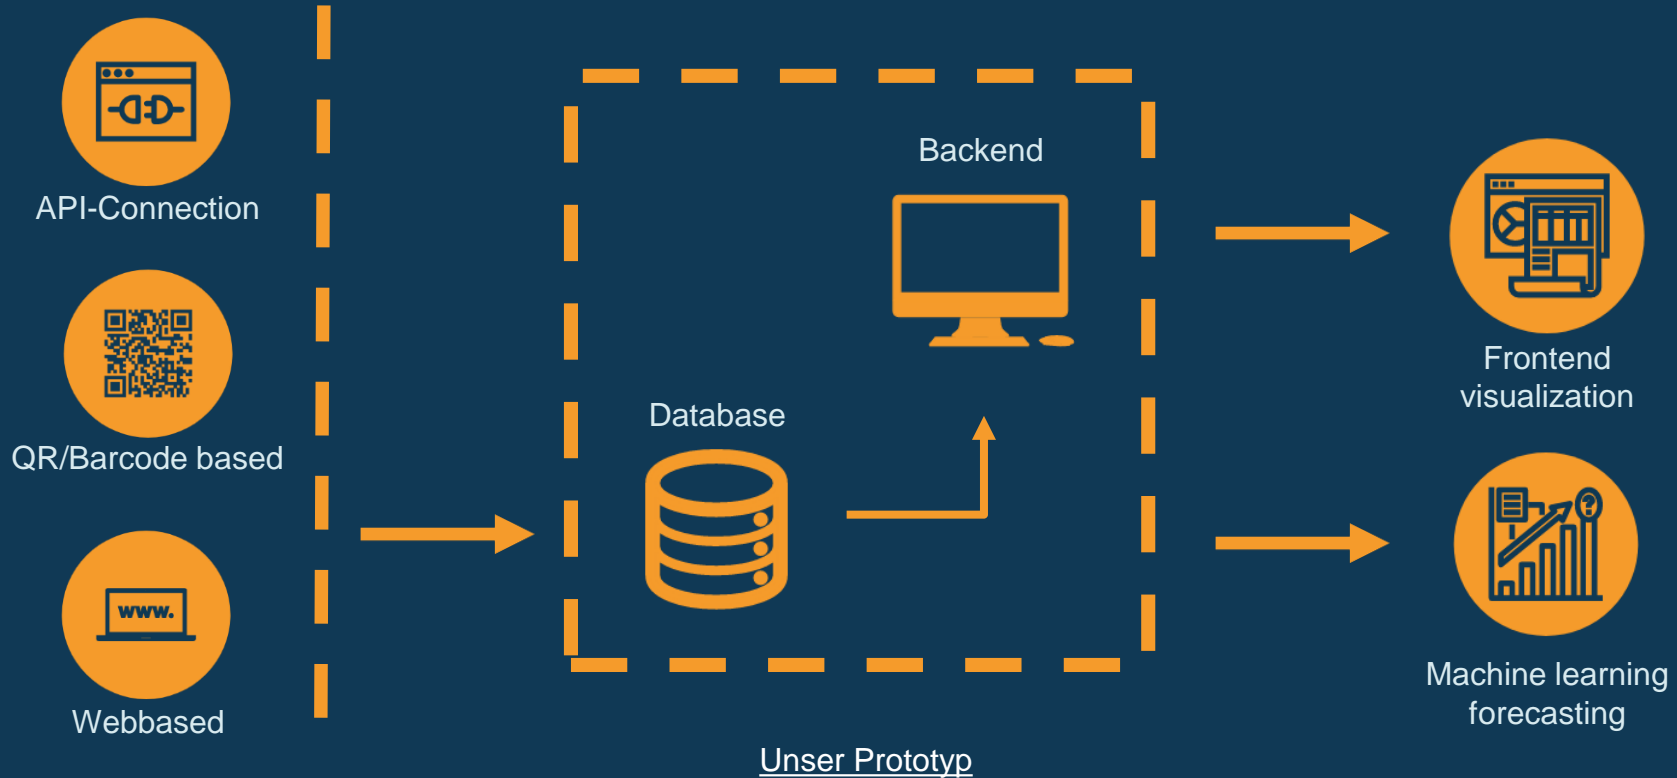 API-Connection
QR/Barcode based
www.
Webbased
Backend
Database
Frontend
visualization
?
Machine learning
forecasting
Unser Prototyp